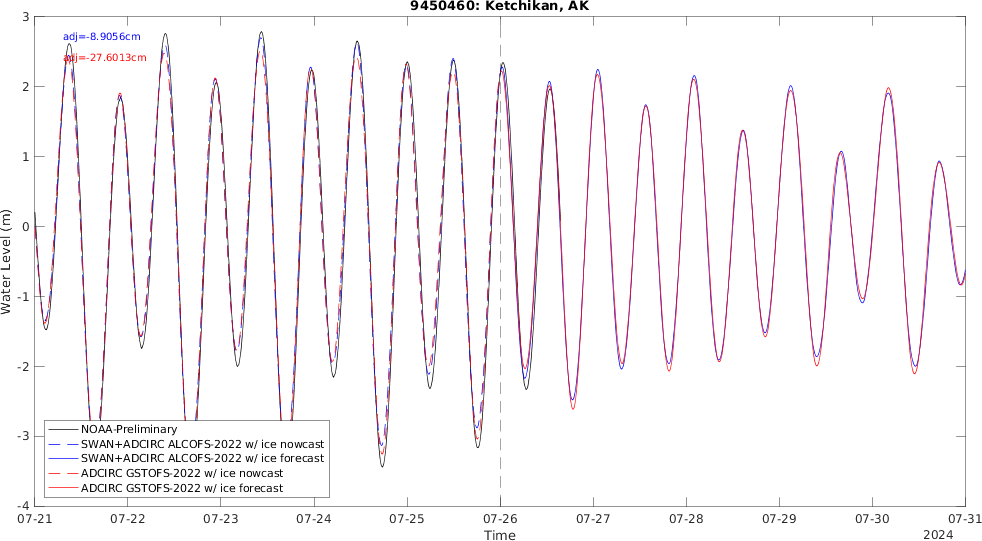 9450460: Ketchikan, AK
adj=-8.9056cm
adj=-27.6013cm
Water Level (m)
3
2
1
0
-1
-2
-3
-4
NOAA-Preliminary
SWAN+ADCIRC ALCOFS-2022 w/ ice nowcast
SWAN+ADCIRC ALCOFS-2022 w/ ice forecast
ADCIRC GSTOFS-2022 w/ ice nowcast
ADCIRC GSTOFS-2022 w/ ice forecast
07-21 07-22 07-23 07-24 07-25 07-26 07-27 07-28 07-29 07-30 07-31
Time
2024